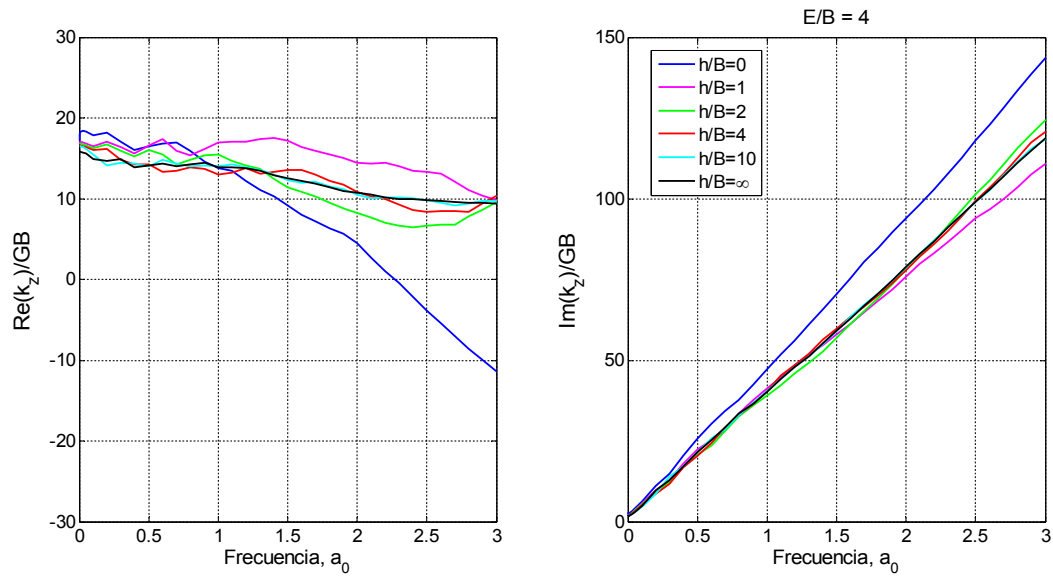 E/B = 4
30
20
10
0
-10
-20
-30
Re(k_z)/GB
0 0.5 1 1.5 2 2.5 3
Frecuencia, a_0
150
100
50
0
Im(k_z)/GB
h/B=0
h/B=1
h/B=2
h/B=4
h/B=10
h/B=∞
0 0.5 1 1.5 2 2.5 3
Frecuencia, a_0